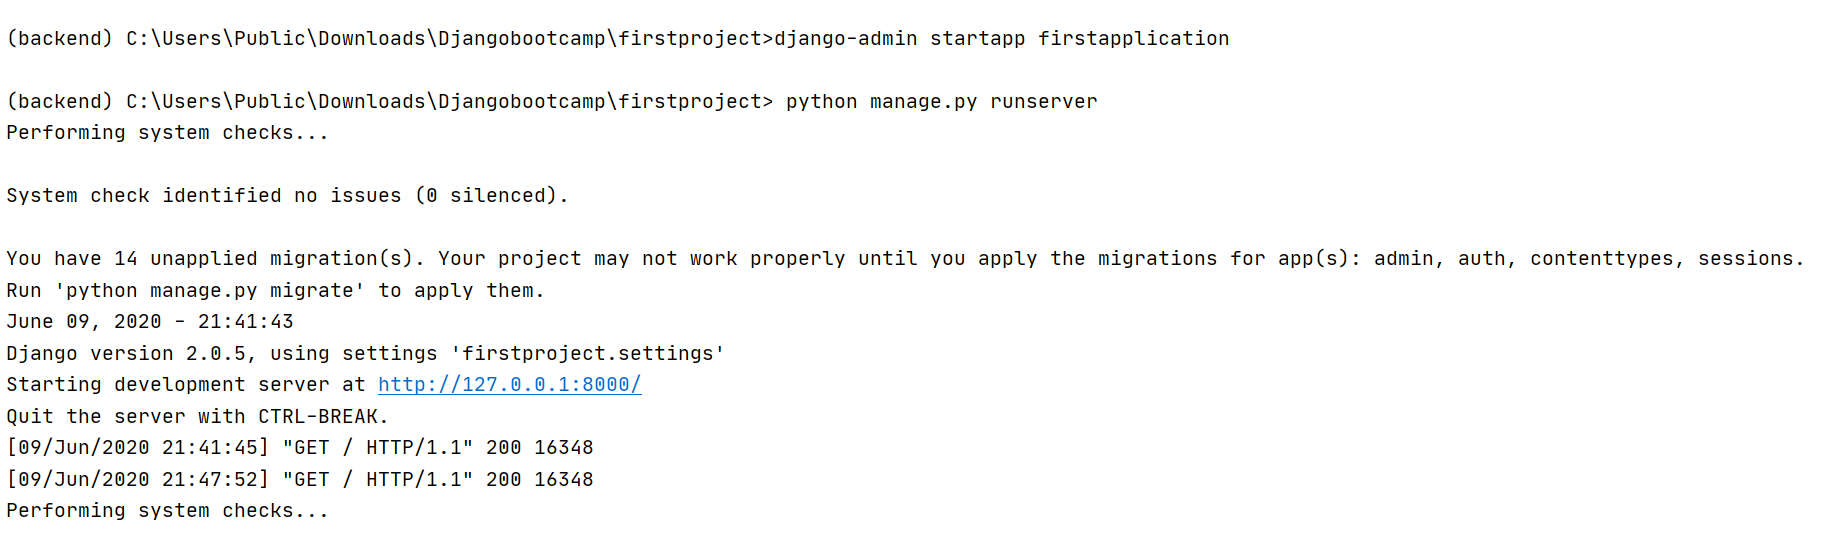 (backend) C:\Users\Public\Downloads\Djangobootcamp\firstproject>django-admin startapp firstapplication
(backend) C:\Users\Public\Downloads\Djangobootcamp\firstproject> python manage.py runserver
Performing system checks...
System check identified no issues (0 silenced).
You have 14 unapplied migration(s). Your project may not work properly until you apply the migrations for app(s): admin, auth, contenttypes, sessions.
Run 'python manage.py migrate' to apply them.
June 09, 2020 - 21:41:43
Django version 2.0.5, using settings 'firstproject.settings'
Starting development server at http://127.0.0.1:8000/
Quit the server with CTRL-BREAK.
[09/Jun/2020 21:41:45] "GET / HTTP/1.1" 200 16348
[09/Jun/2020 21:47:52] "GET / HTTP/1.1" 200 16348
Performing system checks...